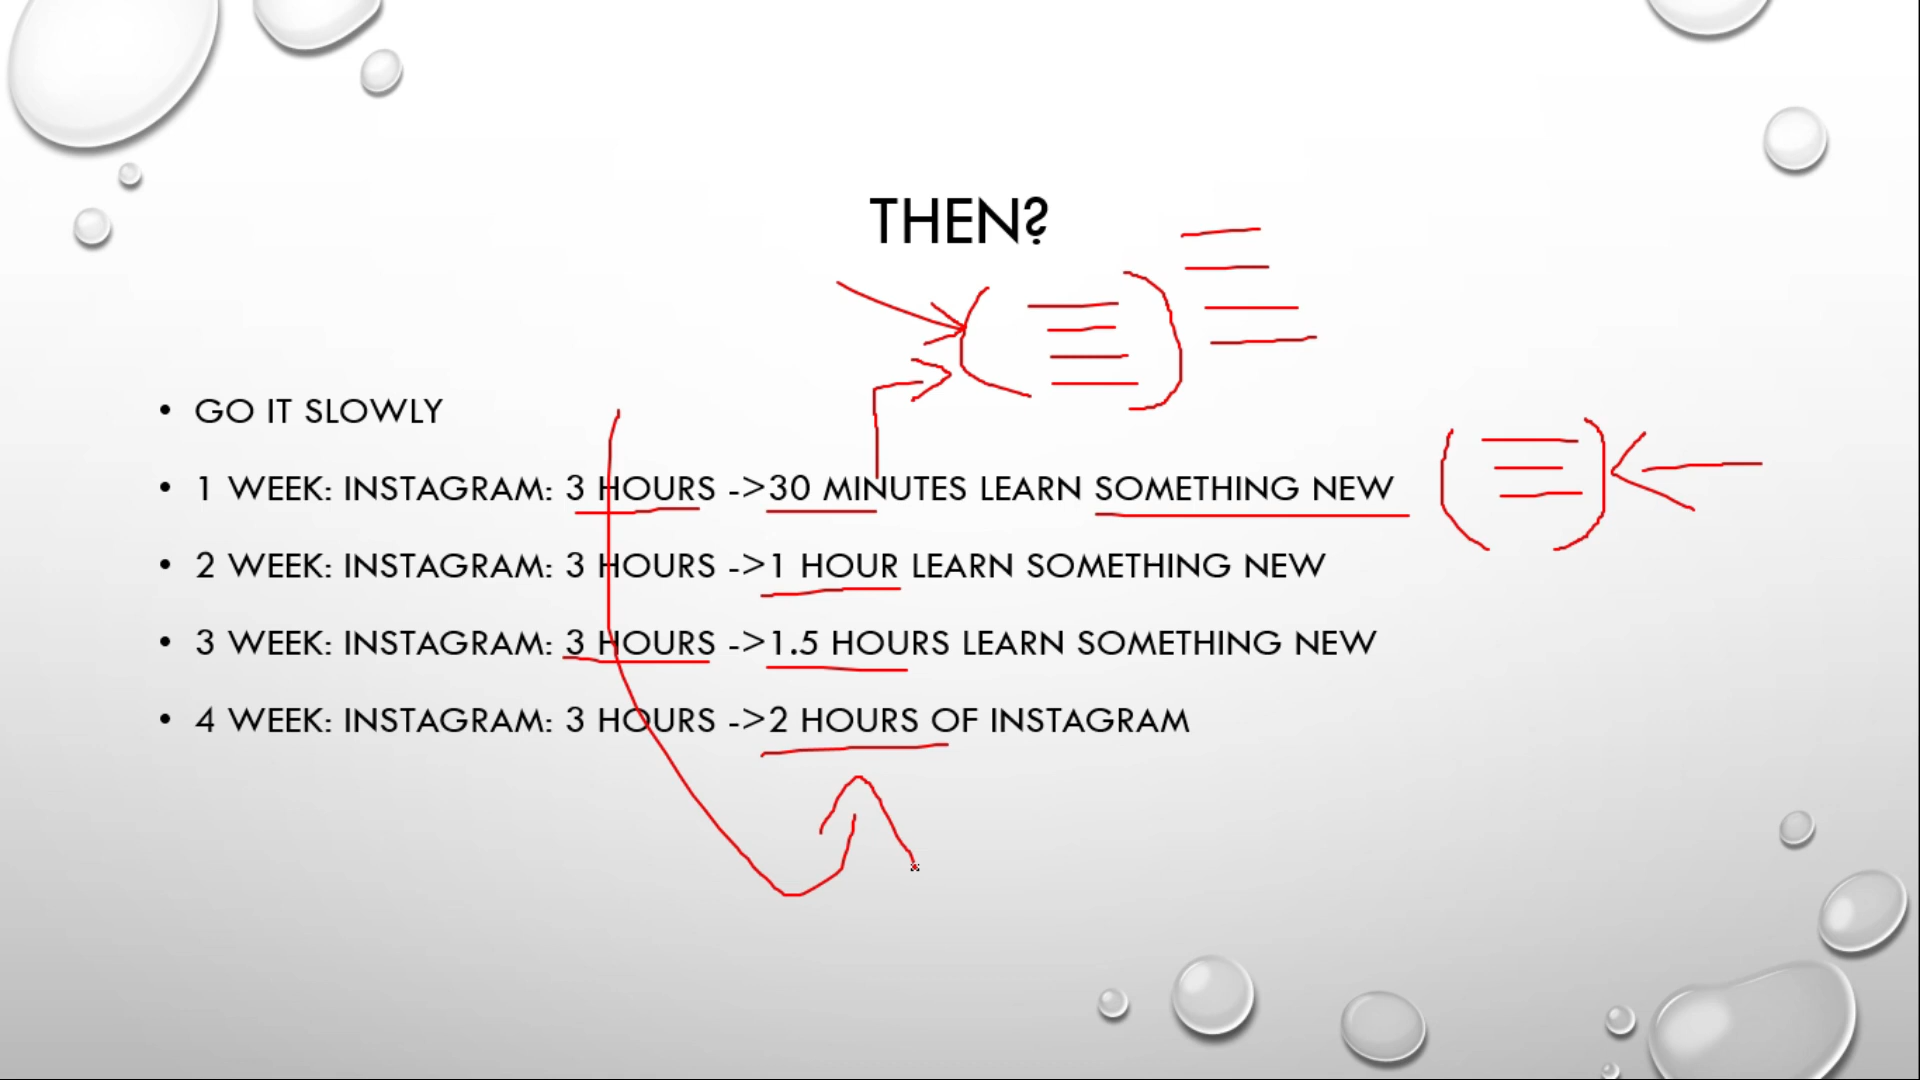 THEN?
• GO IT SLOWLY
• 1 WEEK: INSTAGRAM: 3 HOURS ->30 MINUTES LEARN SOMETHING NEW
• 2 WEEK: INSTAGRAM: 3 HOURS ->1 HOUR LEARN SOMETHING NEW
• 3 WEEK: INSTAGRAM: 3 HOURS ->1.5 HOURS LEARN SOMETHING NEW
• 4 WEEK: INSTAGRAM: 3 HOURS ->2 HOURS OF INSTAGRAM